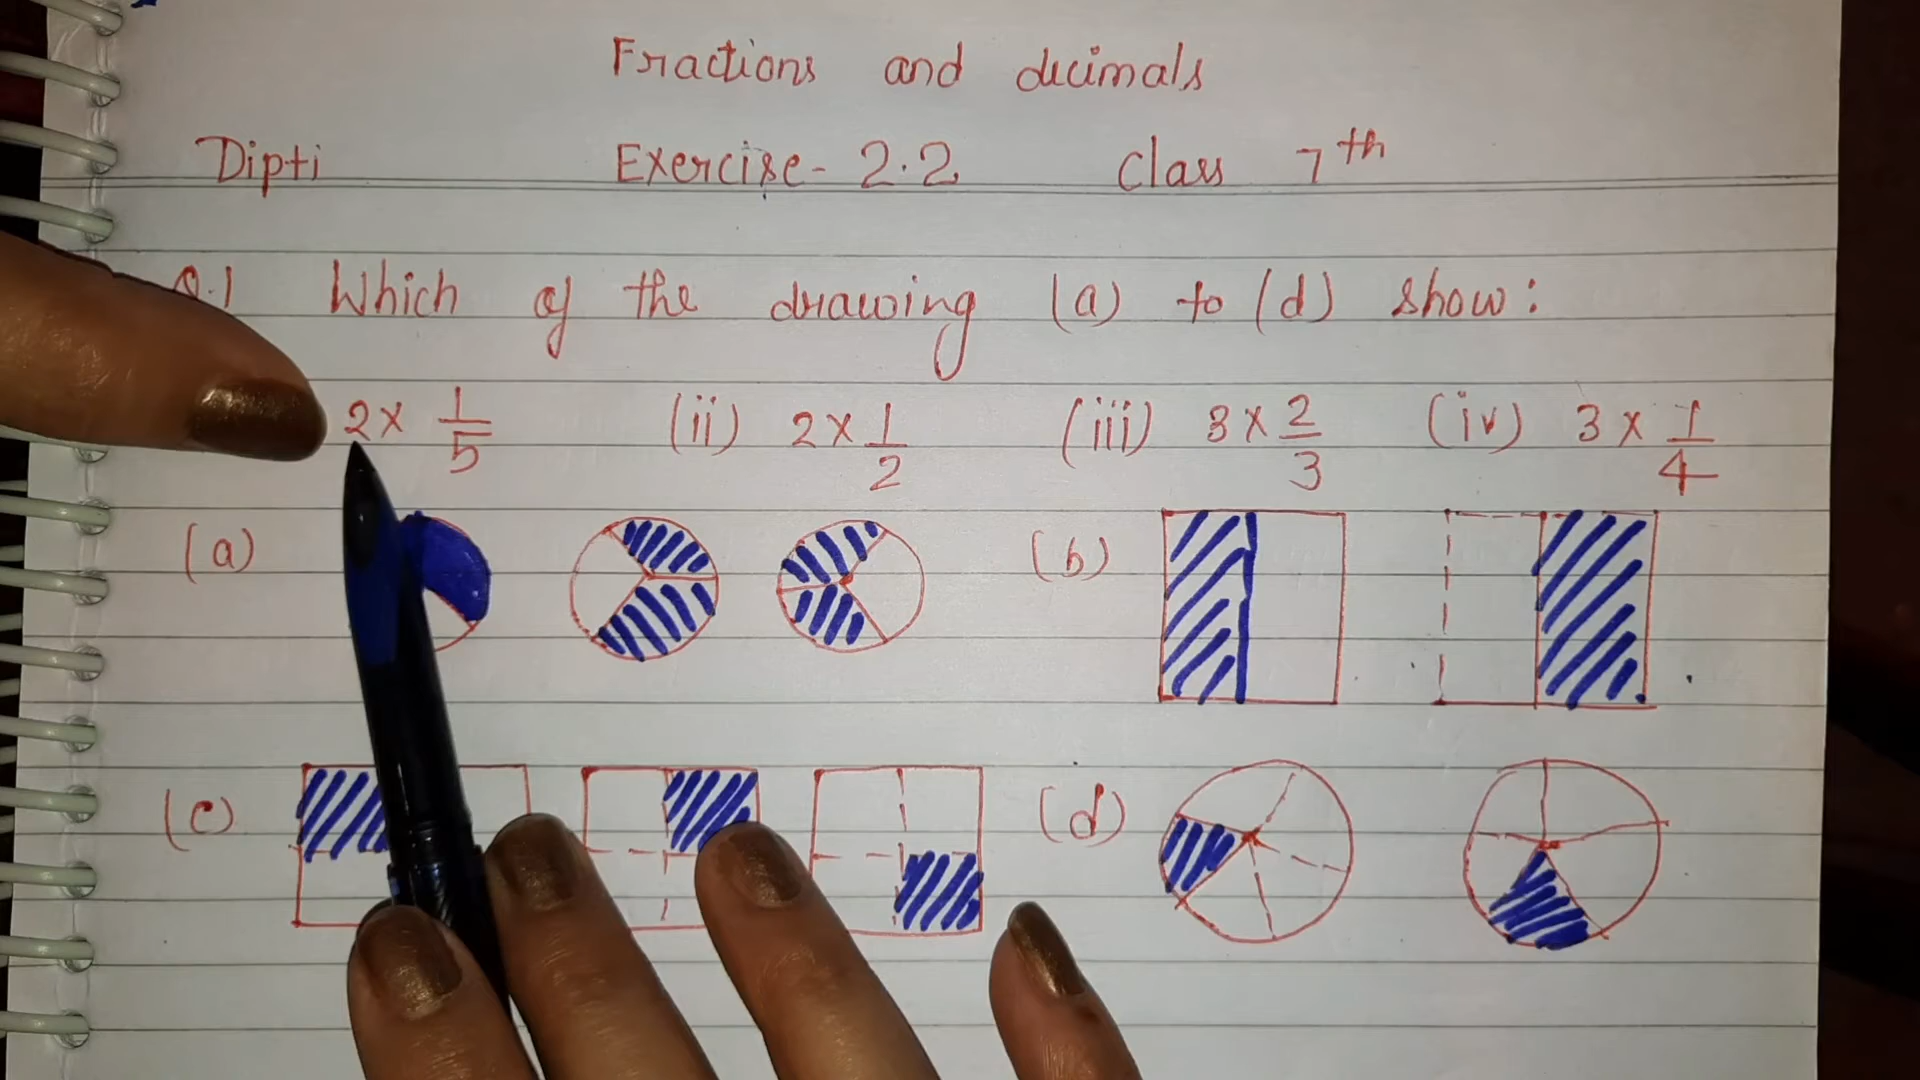 Fractions and decimals
Dipti Exercise- 2.2 Class 7th
Q.1 Which of the drawing (a) to (d) show:
2 × 1/5 (ii) 2 × 1/2 (iii) 3 × 2/3 (iv) 3 × 1/4
(a) (b)
(c) (d)